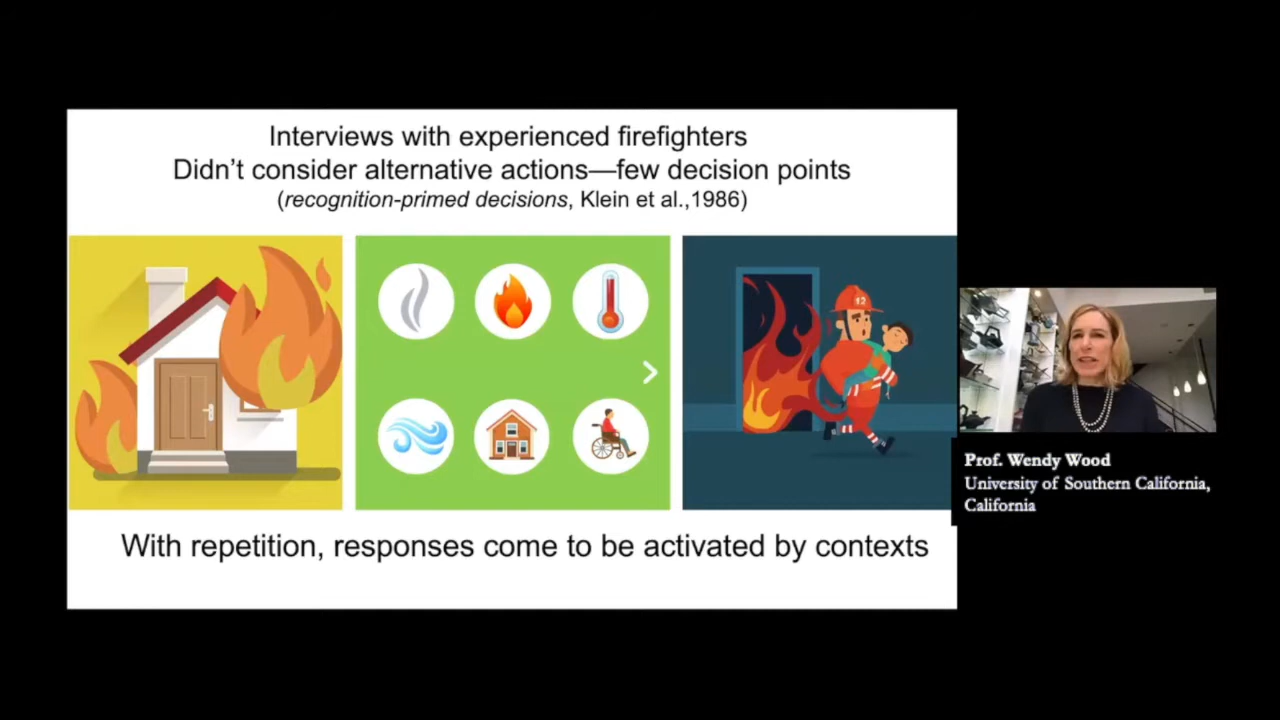 Interviews with experienced firefighters
Didn't consider alternative actions—few decision points
(recognition-primed decisions, Klein et al.,1986)
12
With repetition, responses come to be activated by contexts
Prof. Wendy Wood
University of Southern California,
California